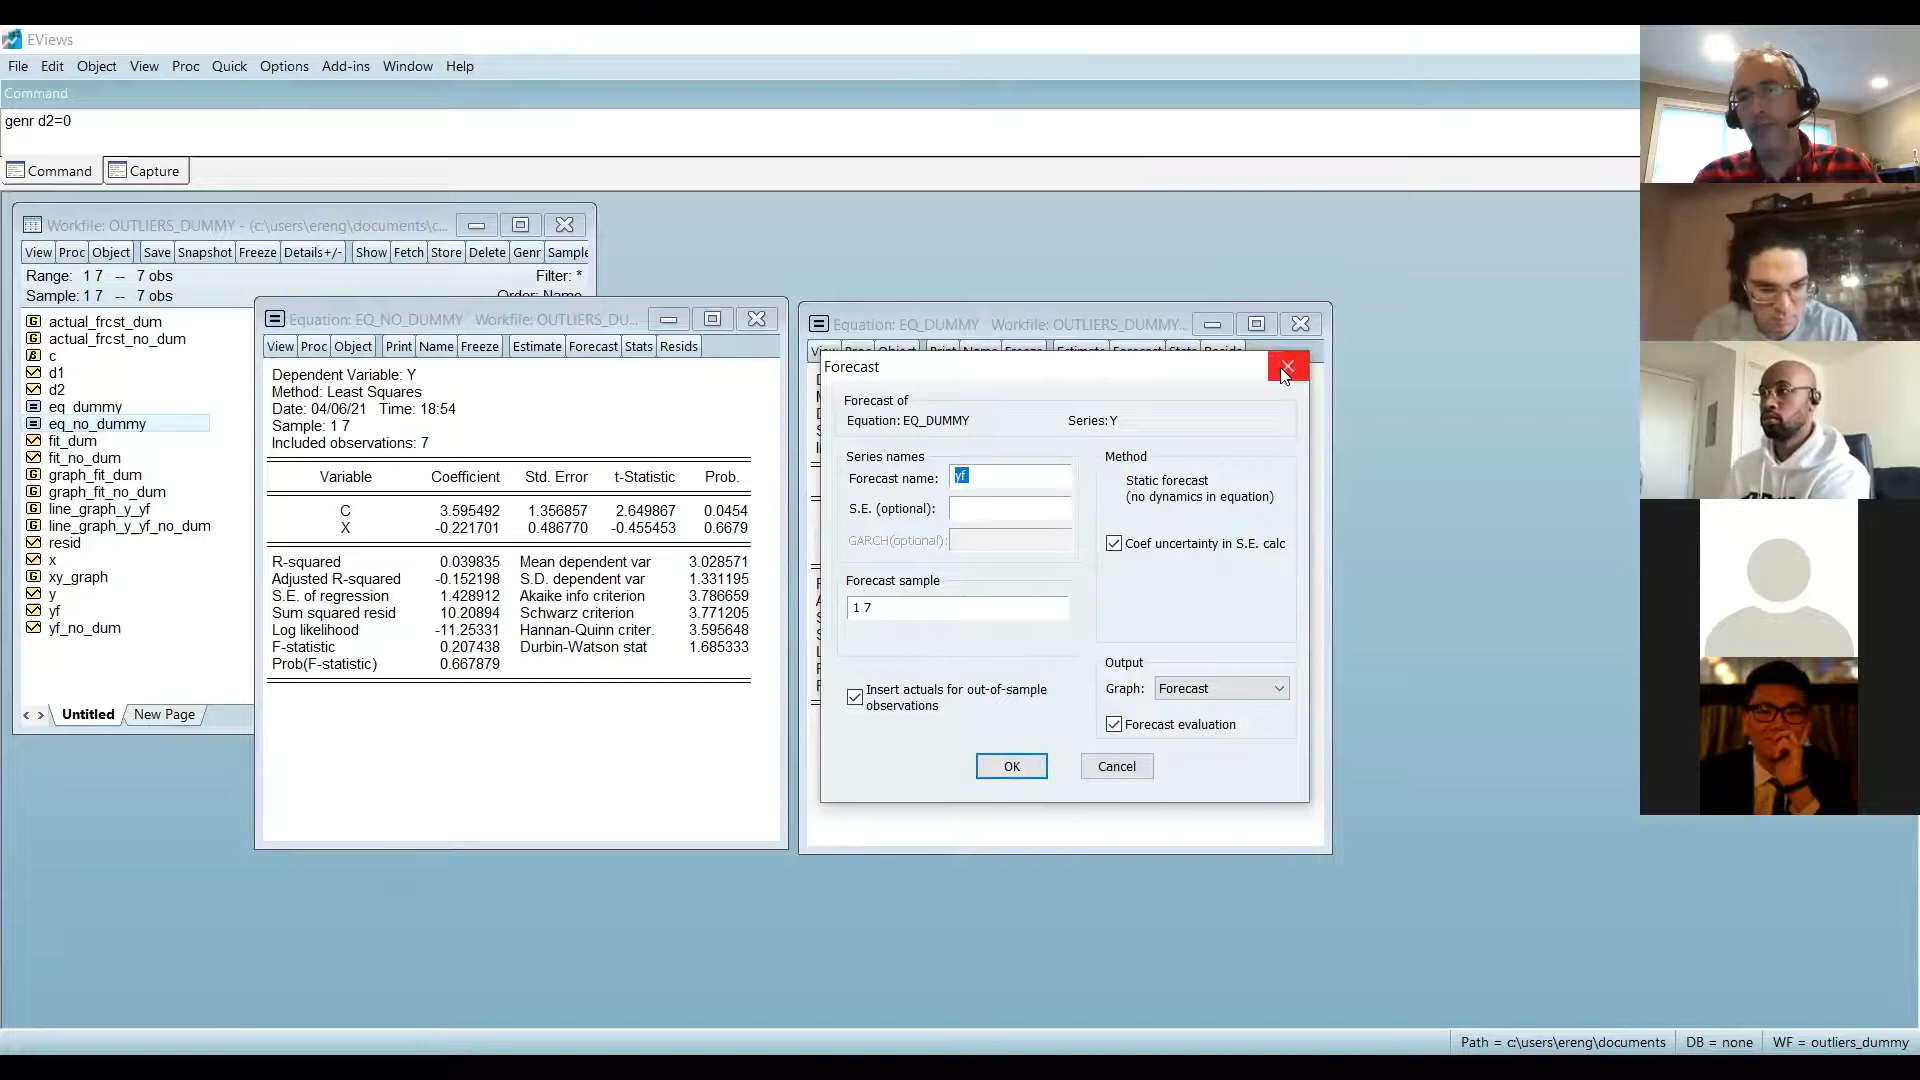 EViews
File Edit Object View Proc Quick Options Add-ins Window Help
Command
genr d2=0
Command Capture
Workfile: OUTLIERS_DUMMY - (c:\users\ereng\documents\c...
View Proc Object Save Snapshot Freeze Details+/- Show Fetch Store Delete Genr Sample
Range: 1 7 -- 7 obs Filter: *
Sample: 1 7 -- 7 obs Order: Name
actual_frcst_dum
actual_frcst_no_dum
c
d1
d2
eq_dummy
eq_no_dummy
fit_dum
fit_no_dum
graph_fit_dum
graph_fit_no_dum
line_graph_y_yf
line_graph_y_yf_no_dum
resid
x
xy_graph
y
yf
yf_no_dum
Untitled New Page
Equation: EQ_NO_DUMMY Workfile: OUTLIERS_DU...
View Proc Object Print Name Freeze Estimate Forecast Stats Resids
Dependent Variable: Y
Method: Least Squares
Date: 04/06/21 Time: 18:54
Sample: 1 7
Included observations: 7
Variable Coefficient Std. Error t-Statistic Prob.
C 3.595492 1.356857 2.649867 0.0454
X -0.221701 0.486770 -0.455453 0.6679
R-squared 0.039835 Mean dependent var 3.028571
Adjusted R-squared -0.152198 S.D. dependent var 1.331195
S.E. of regression 1.428912 Akaike info criterion 3.786659
Sum squared resid 10.20894 Schwarz criterion 3.771205
Log likelihood -11.25331 Hannan-Quinn criter. 3.595648
F-statistic 0.207438 Durbin-Watson stat 1.685333
Prob(F-statistic) 0.667879
Equation: EQ_DUMMY Workfile: OUTLIERS_DUMMY...
Forecast
Forecast of
Equation: EQ_DUMMY Series: Y
Series names
Forecast name: yf
S.E. (optional):
GARCH(optional):
Method
Static forecast
(no dynamics in equation)
Coef uncertainty in S.E. calc
Forecast sample
1 7
Insert actuals for out-of-sample
observations
Output
Graph: Forecast
Forecast evaluation
OK Cancel
Path = c:\users\ereng\documents DB = none WF = outliers_dummy